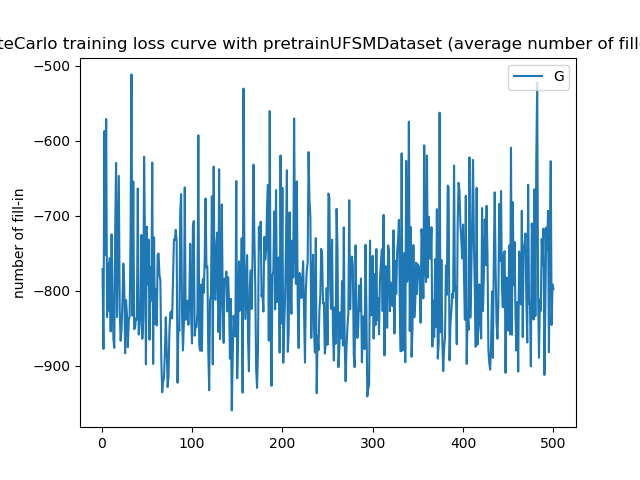 teCarlo training loss curve with pretrainUFSMDataset (average number of fill
G
number of fill-in
−500
−600
−700
−800
−900
0 100 200 300 400 500